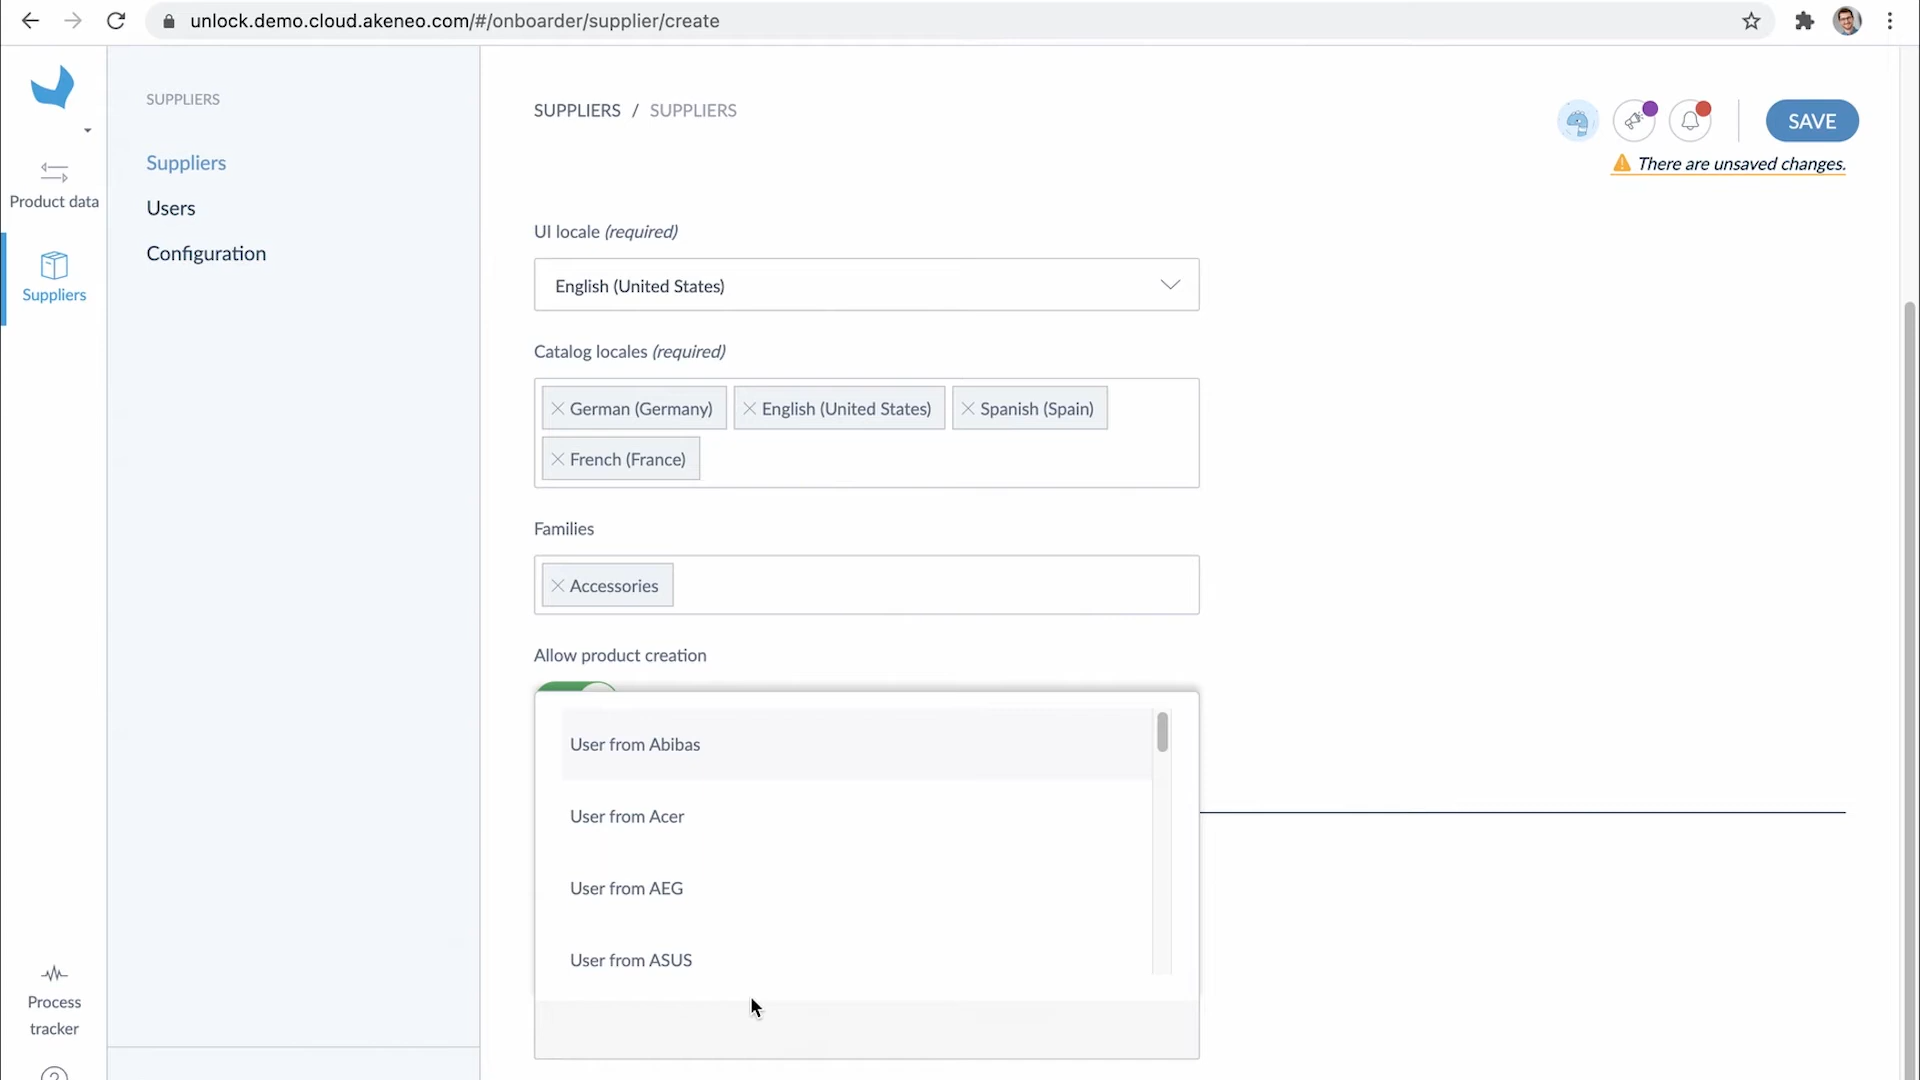 unlock.demo.cloud.akeneo.com/#/onboarder/supplier/create
SUPPLIERS
Suppliers
Users
Configuration
Product data
Suppliers
Process
tracker
SUPPLIERS / SUPPLIERS
SAVE
There are unsaved changes.
UI locale (required)
English (United States)
Catalog locales (required)
German (Germany)
English (United States)
Spanish (Spain)
French (France)
Families
Accessories
Allow product creation
User from Abibas
User from Acer
User from AEG
User from ASUS